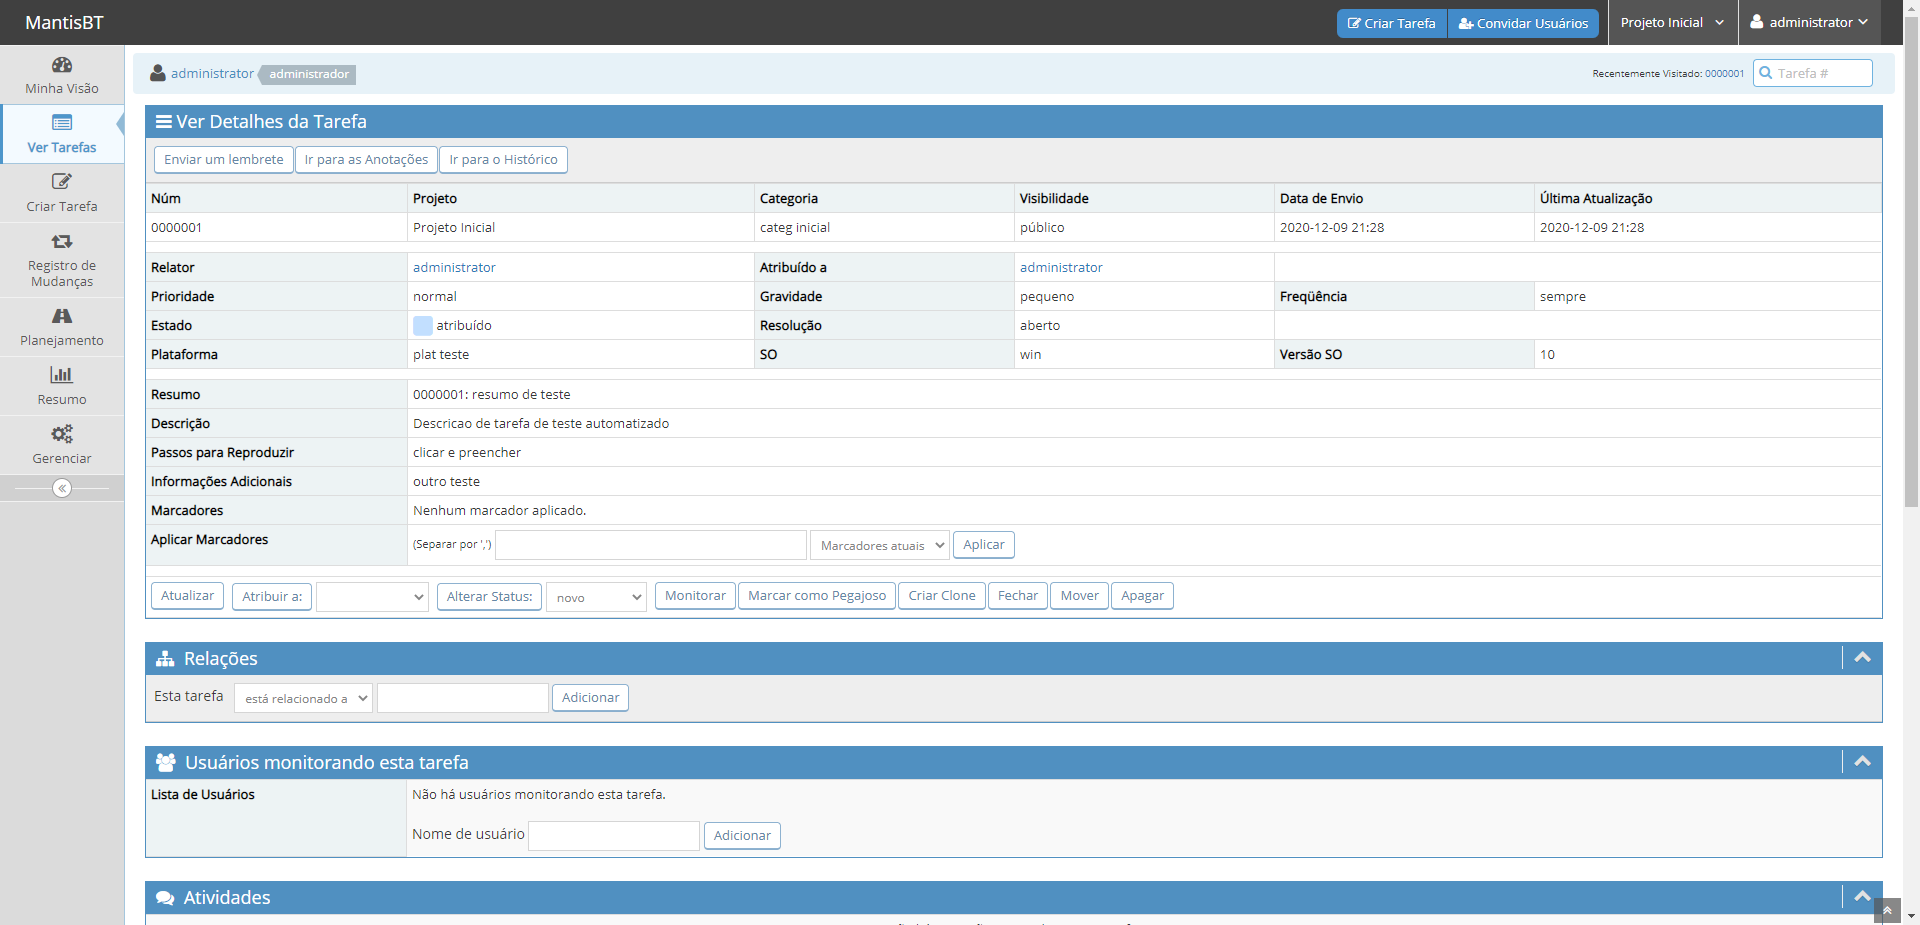 MantisBT
Criar Tarefa
Convidar Usuários
Projeto Inicial
administrator
Minha Visão
Ver Tarefas
Criar Tarefa
Registro de
Mudanças
Planejamento
Resumo
Gerenciar
administrator administrador
Recentemente Visitado: 0000001
Tarefa #
Ver Detalhes da Tarefa
Enviar um lembrete Ir para as Anotações Ir para o Histórico
Núm Projeto Categoria Visibilidade Data de Envio Última Atualização
0000001 Projeto Inicial categ inicial público 2020-12-09 21:28 2020-12-09 21:28
Relator administrator Atribuído a administrator
Prioridade normal Gravidade pequeno Freqüência sempre
Estado atribuído Resolução aberto
Plataforma plat teste SO win Versão SO 10
Resumo 0000001: resumo de teste
Descrição Descricao de tarefa de teste automatizado
Passos para Reproduzir clicar e preencher
Informações Adicionais outro teste
Marcadores Nenhum marcador aplicado.
Aplicar Marcadores (Separar por ',') Marcadores atuais Aplicar
Atualizar Atribuir a: Alterar Status: novo Monitorar Marcar como Pegajoso Criar Clone Fechar Mover Apagar
Relações
Esta tarefa está relacionado a Adicionar
Usuários monitorando esta tarefa
Lista de Usuários Não há usuários monitorando esta tarefa.
Nome de usuário Adicionar
Atividades